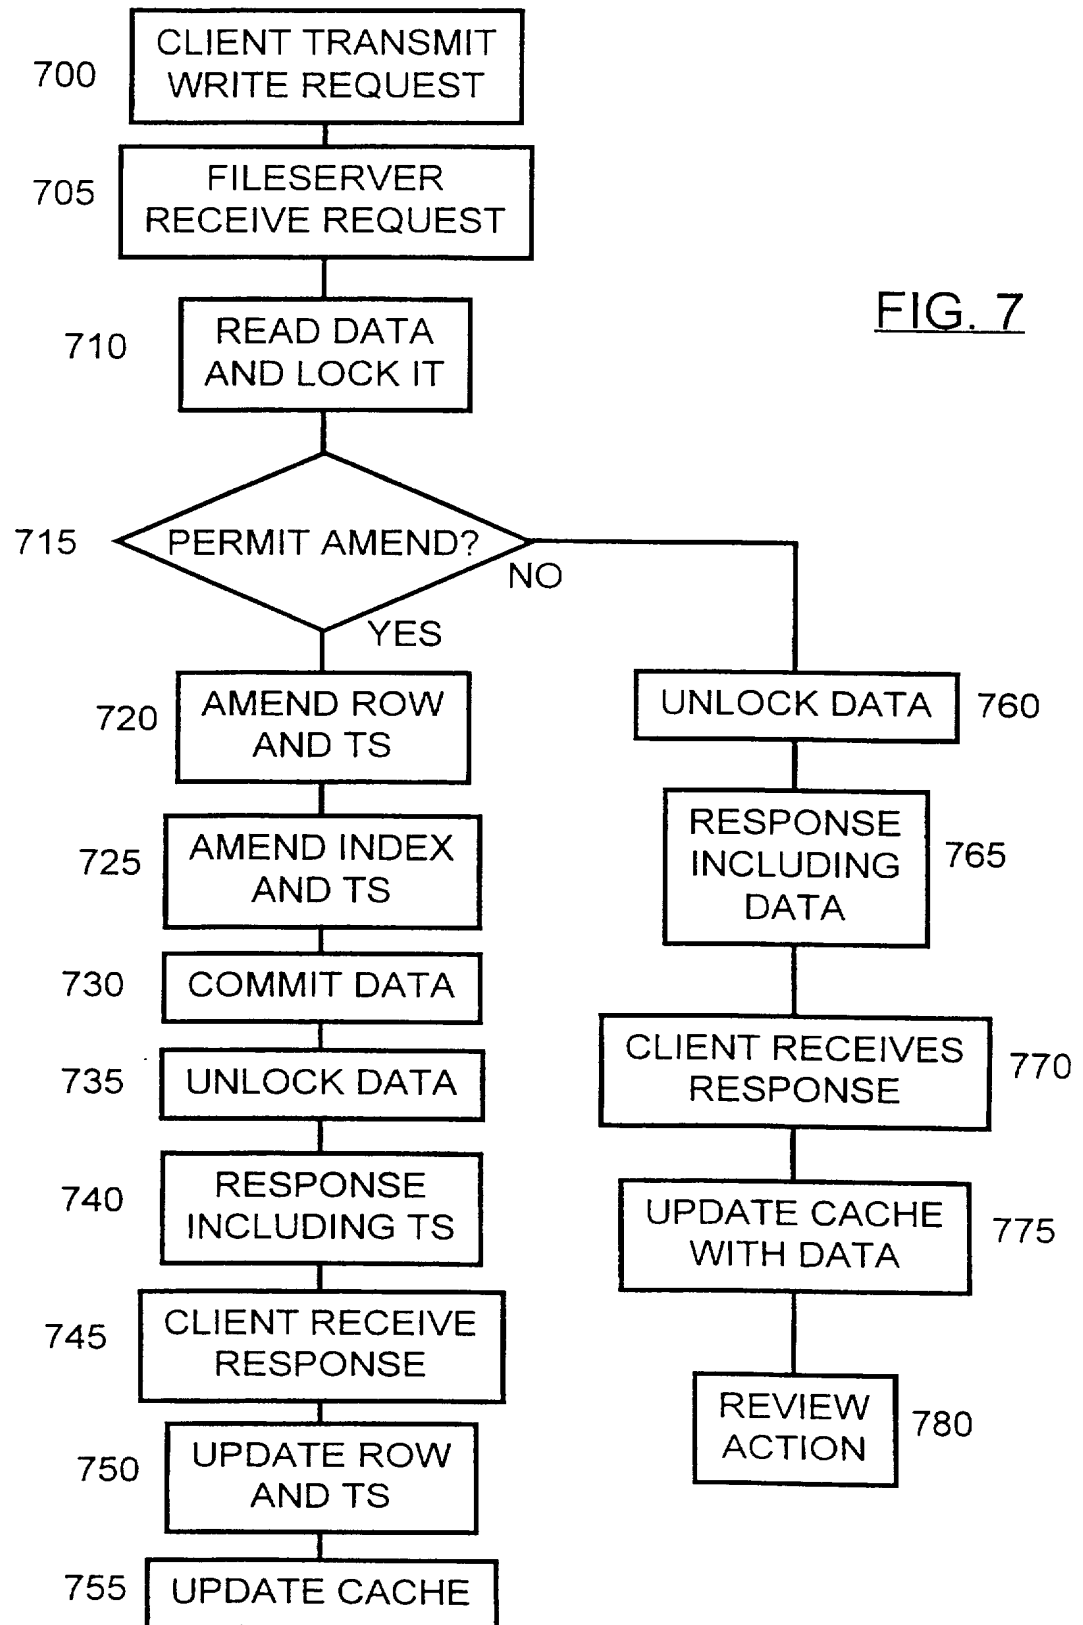 700
CLIENT TRANSMIT
WRITE REQUEST
705
FILESERVER
RECEIVE REQUEST
FIG. 7
710
READ DATA
AND LOCK IT
715
PERMIT AMEND?
NO
YES
720
AMEND ROW
AND TS
725
AMEND INDEX
AND TS
730
COMMIT DATA
735
UNLOCK DATA
740
RESPONSE
INCLUDING TS
745
CLIENT RECEIVE
RESPONSE
750
UPDATE ROW
AND TS
755
UPDATE CACHE
UNLOCK DATA
760
RESPONSE
INCLUDING
DATA
765
CLIENT RECEIVES
RESPONSE
770
UPDATE CACHE
WITH DATA
775
REVIEW
ACTION
780